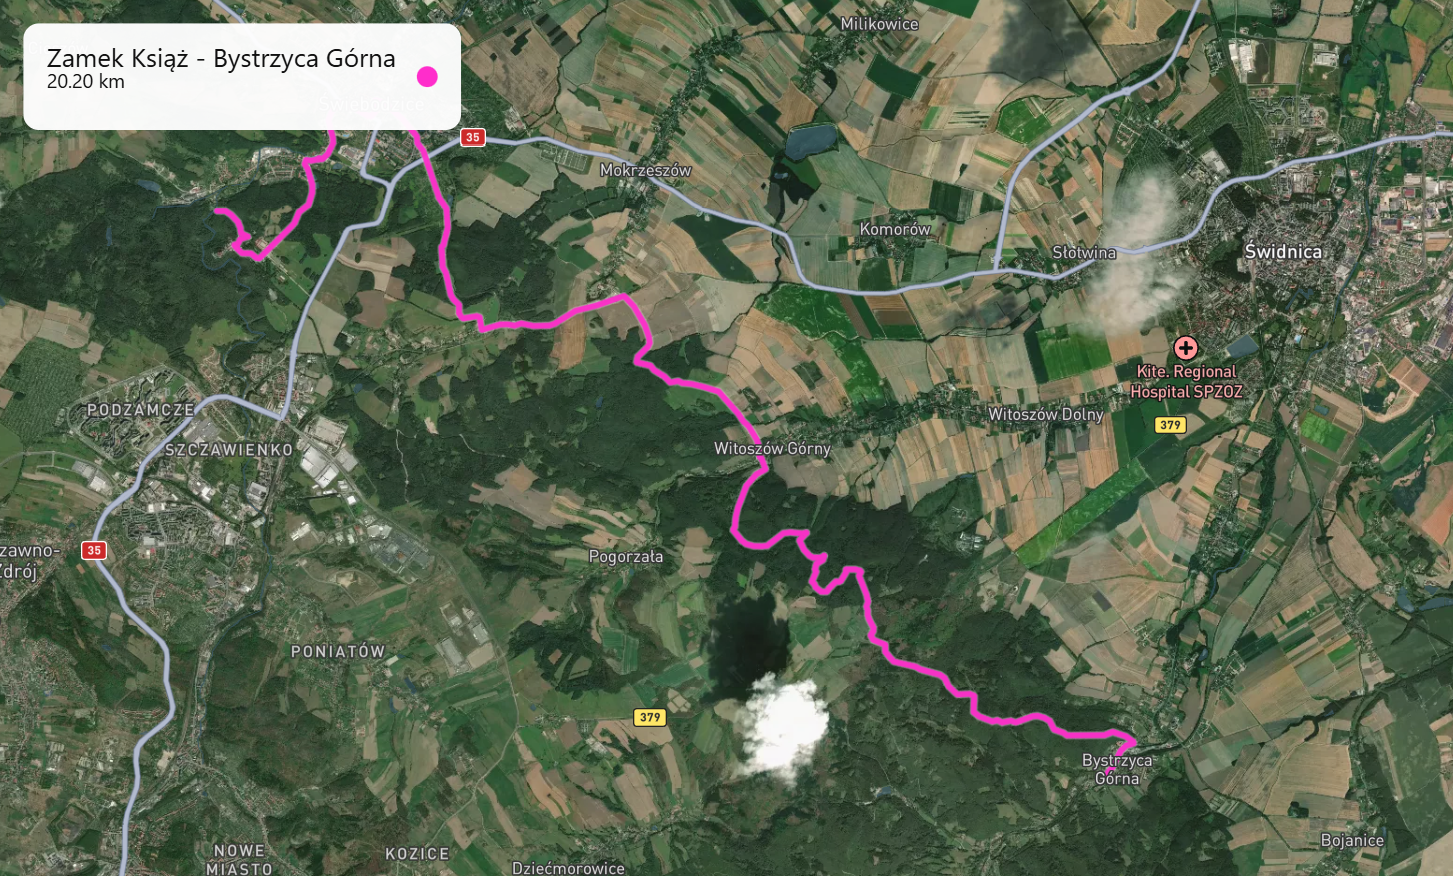 Milikowice
Zamek Książ - Bystrzyca Górna
20.20 km
Świebodzice
35
Mokrzeszów
Komorów
Słotwina
Świdnica
Kite. Regional
Hospital SPZOZ
PODZAMCZE
Witoszów Dolny
379
SZCZAWIENKO
Witoszów Górny
35
zawno-
Zdrój
Pogorzała
PONIATÓW
379
Bystrzyca
Górna
Bojanice
NOWE
MIASTO
KOZICE
Dziećmorowice